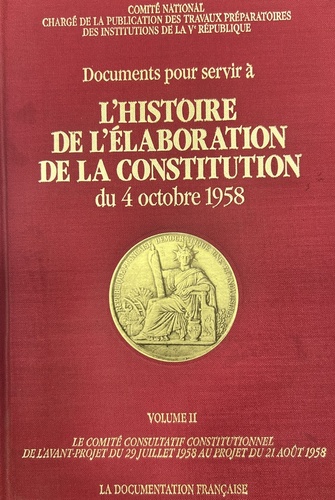 COMITÉ NATIONAL
CHARGÉ DE LA PUBLICATION DES TRAVAUX PRÉPARATOIRES
DES INSTITUTIONS DE LA Vᵉ RÉPUBLIQUE
Documents pour servir à
L'HISTOIRE
DE L'ÉLABORATION
DE LA CONSTITUTION
du 4 octobre 1958
VOLUME II
LE COMITÉ CONSULTATIF CONSTITUTIONNEL
DE L'AVANT-PROJET DU 29 JUILLET 1958 AU PROJET DU 21 AOÛT 1958
LA DOCUMENTATION FRANÇAISE